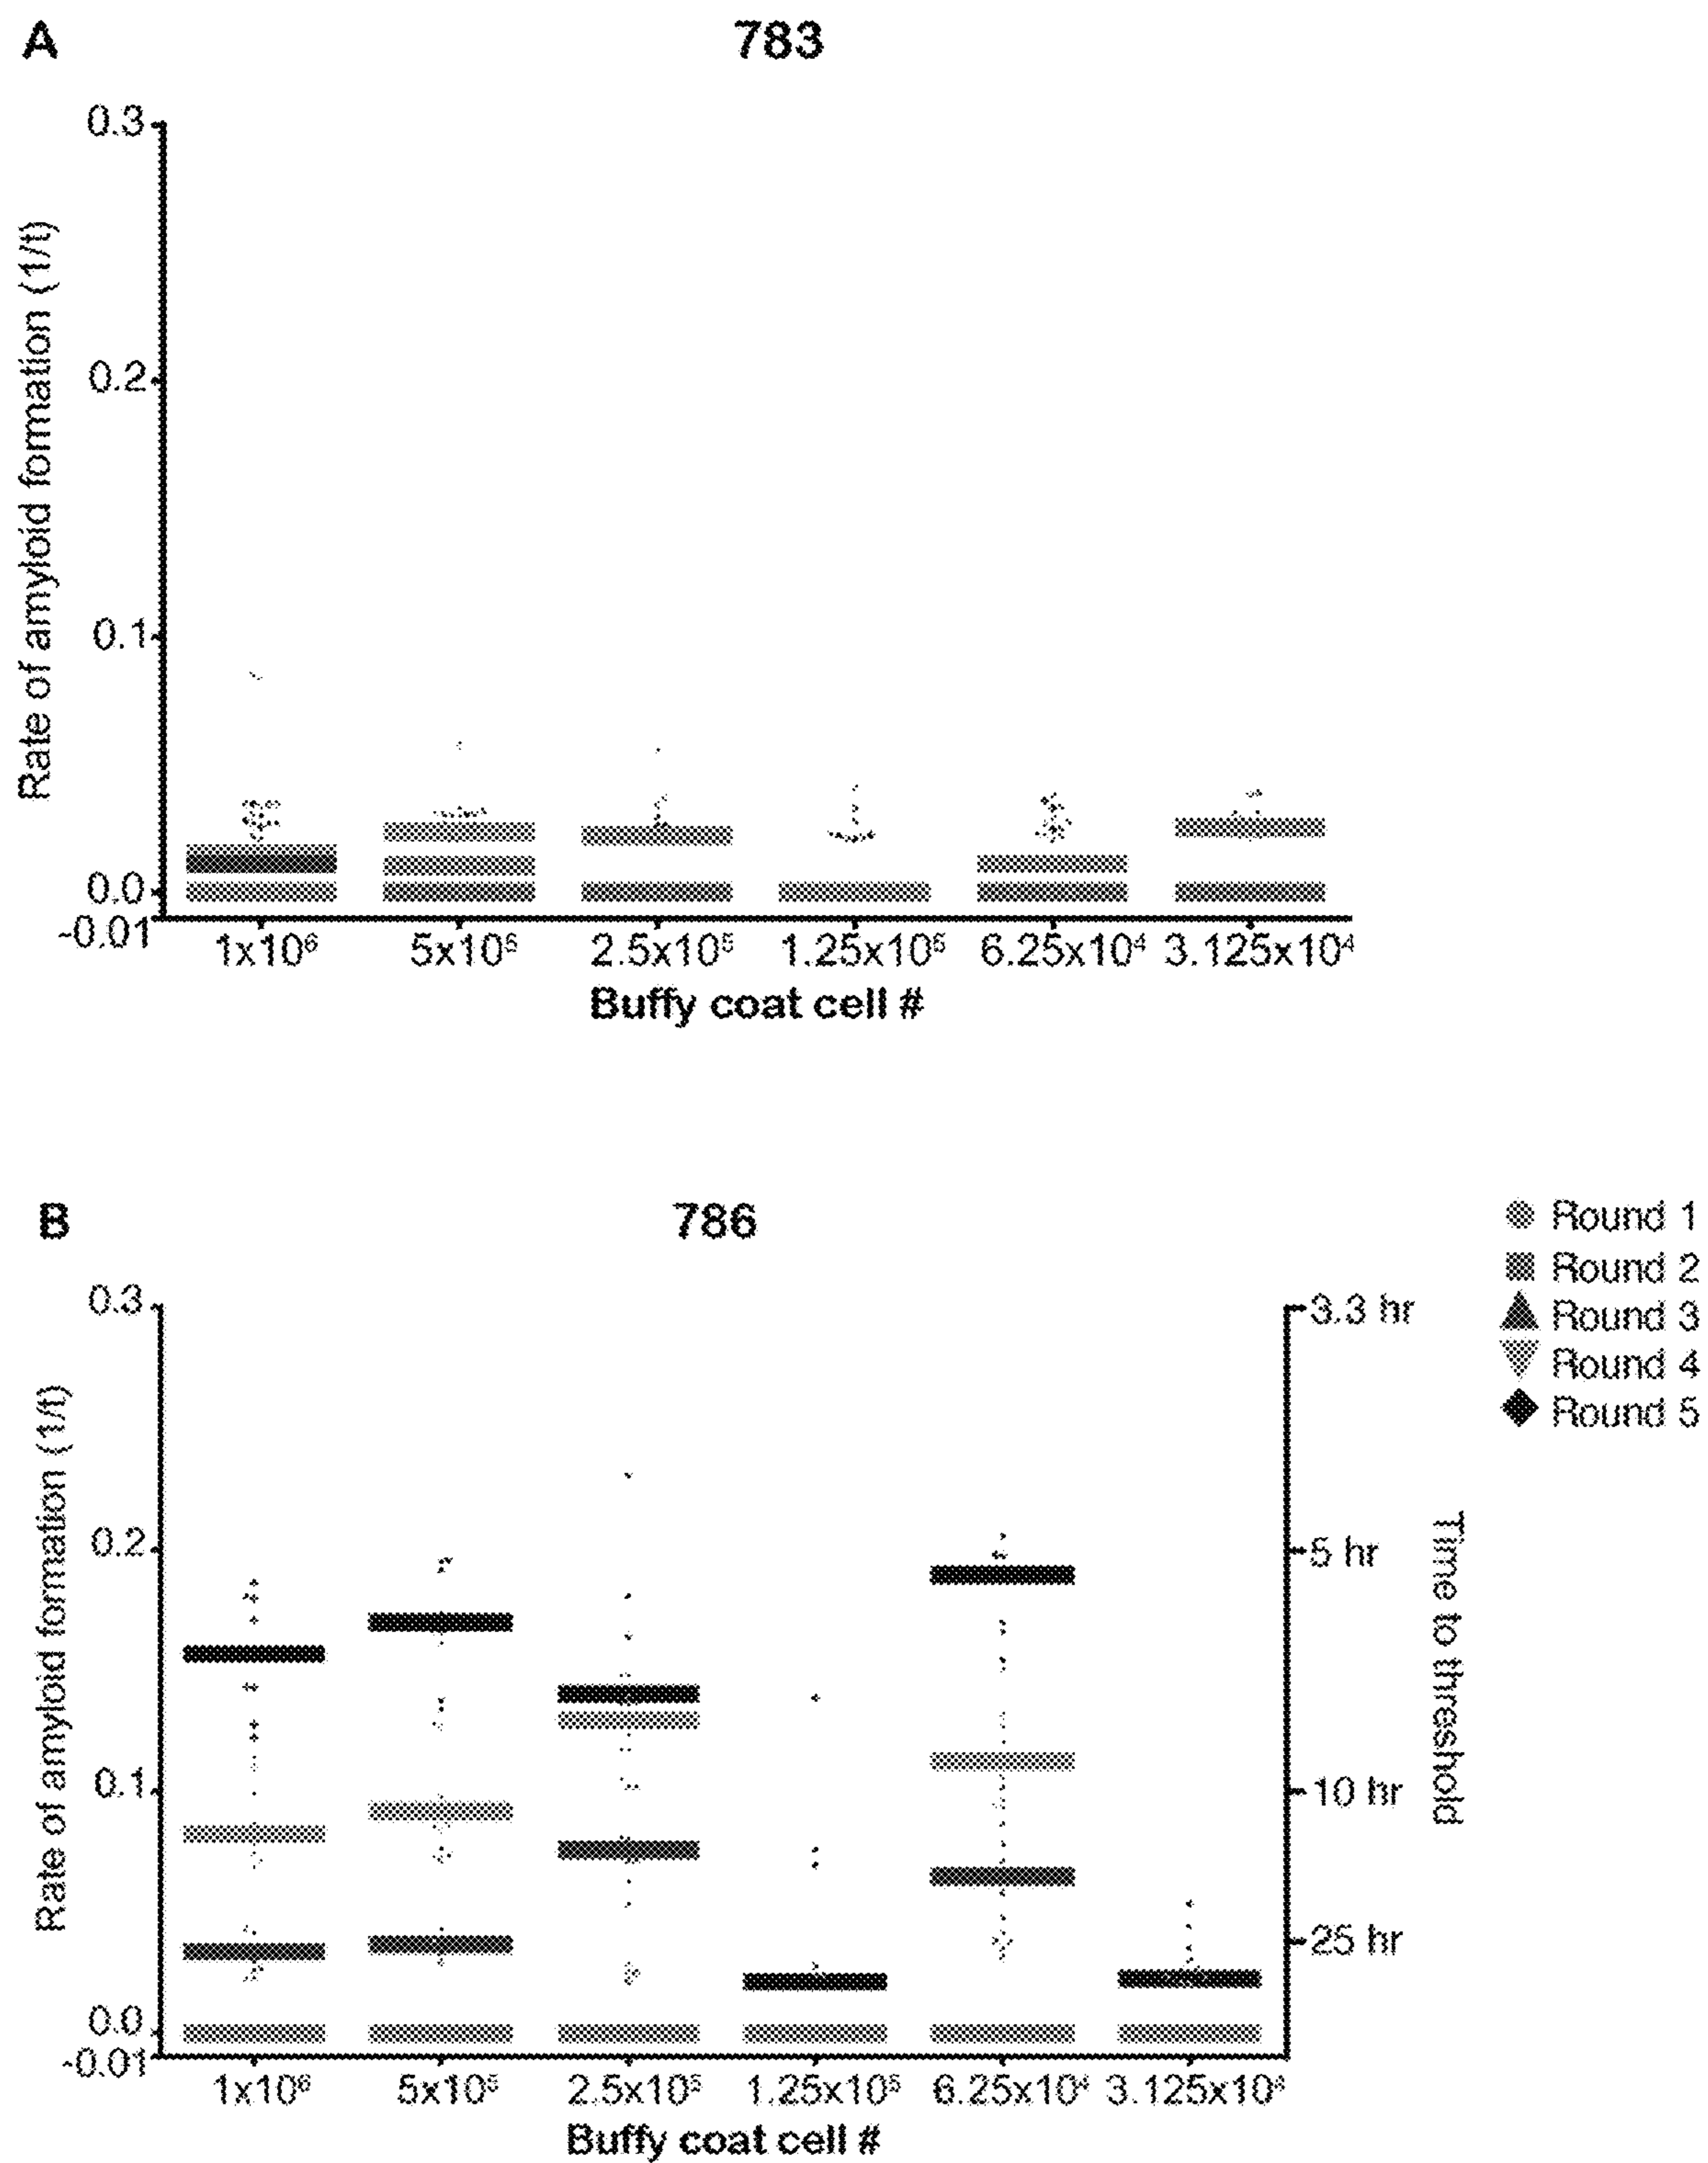 A
783
0.3
0.2
0.1
0.0
-0.01
Rate of amyloid formation (1/t)
1x10⁶ 5x10⁵ 2.5x10⁵ 1.25x10⁵ 6.25x10⁴ 3.125x10⁴
Buffy coat cell #
B
786
Round 1
Round 2
Round 3
Round 4
Round 5
0.3
0.2
0.1
0.0
-0.01
Rate of amyloid formation (1/t)
3.3 hr
5 hr
10 hr
25 hr
Time to threshold
1x10⁶ 5x10⁵ 2.5x10⁵ 1.25x10⁵ 6.25x10⁴ 3.125x10⁴
Buffy coat cell #